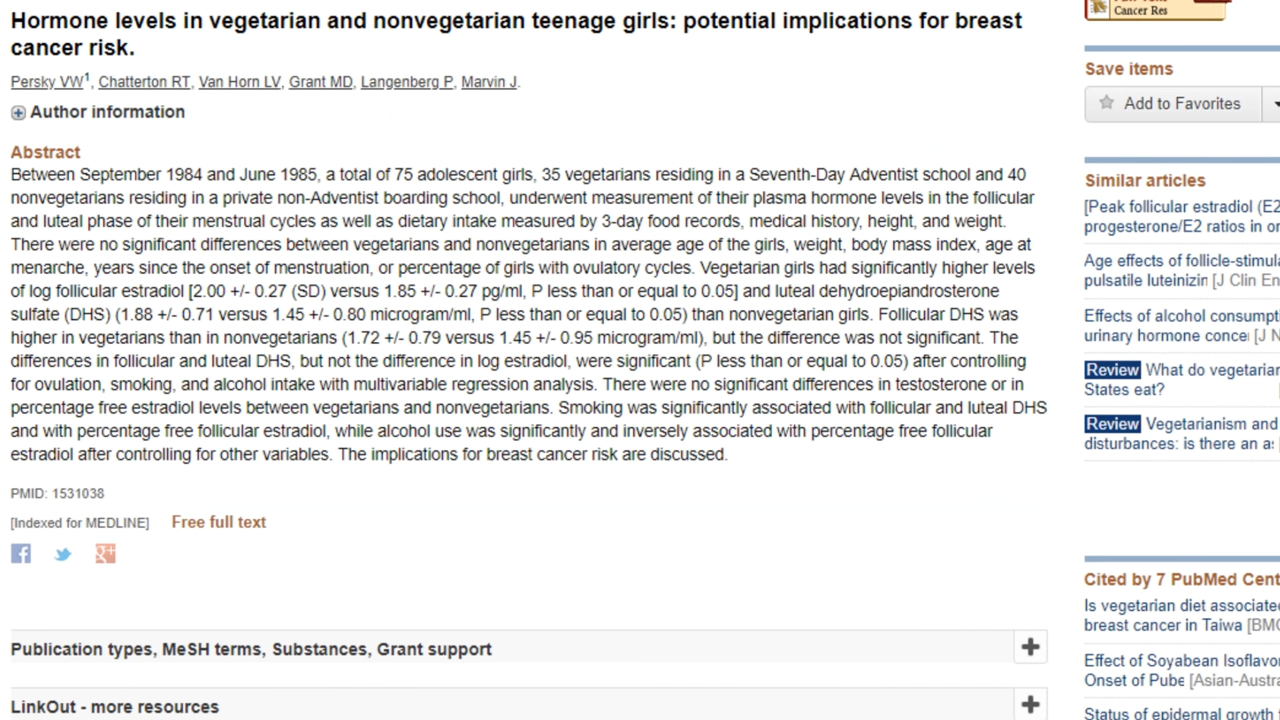 Hormone levels in vegetarian and nonvegetarian teenage girls: potential implications for breast
cancer risk.
Persky VW1, Chatterton RT, Van Horn LV, Grant MD, Langenberg P, Marvin J.
Author information
Abstract
Between September 1984 and June 1985, a total of 75 adolescent girls, 35 vegetarians residing in a Seventh-Day Adventist school and 40
nonvegetarians residing in a private non-Adventist boarding school, underwent measurement of their plasma hormone levels in the follicular
and luteal phase of their menstrual cycles as well as dietary intake measured by 3-day food records, medical history, height, and weight.
There were no significant differences between vegetarians and nonvegetarians in average age of the girls, weight, body mass index, age at
menarche, years since the onset of menstruation, or percentage of girls with ovulatory cycles. Vegetarian girls had significantly higher levels
of log follicular estradiol [2.00 +/- 0.27 (SD) versus 1.85 +/- 0.27 pg/ml, P less than or equal to 0.05] and luteal dehydroepiandrosterone
sulfate (DHS) (1.88 +/- 0.71 versus 1.45 +/- 0.80 microgram/ml, P less than or equal to 0.05) than nonvegetarian girls. Follicular DHS was
higher in vegetarians than in nonvegetarians (1.72 +/- 0.79 versus 1.45 +/- 0.95 microgram/ml), but the difference was not significant. The
differences in follicular and luteal DHS, but not the difference in log estradiol, were significant (P less than or equal to 0.05) after controlling
for ovulation, smoking, and alcohol intake with multivariable regression analysis. There were no significant differences in testosterone or in
percentage free estradiol levels between vegetarians and nonvegetarians. Smoking was significantly associated with follicular and luteal DHS
and with percentage free follicular estradiol, while alcohol use was significantly and inversely associated with percentage free follicular
estradiol after controlling for other variables. The implications for breast cancer risk are discussed.
PMID: 1531038
[Indexed for MEDLINE] Free full text
Publication types, MeSH terms, Substances, Grant support
LinkOut - more resources
Cancer Res
Save items
Add to Favorites
Similar articles
[Peak follicular estradiol (E2
progesterone/E2 ratios in or
Age effects of follicle-stimula
pulsatile luteinizin [J Clin En
Effects of alcohol consumpti
urinary hormone conce [J N
Review What do vegetarian
States eat?
Review Vegetarianism and
disturbances: is there an a
Cited by 7 PubMed Cent
Is vegetarian diet associated
breast cancer in Taiwa [BMC
Effect of Soyabean Isoflavo
Onset of Pube [Asian-Austra
Status of epidermal growth f